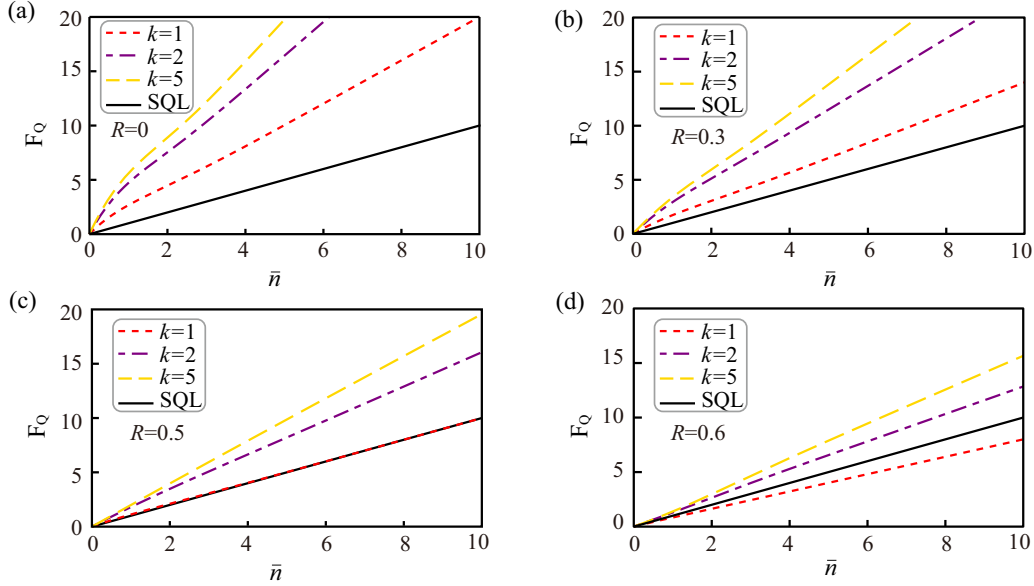 (a)
20
15
10
5
0
F_Q
k=1
k=2
k=5
SQL
R=0
0 2 4 6 8 10
n̄
(b)
20
15
10
5
0
F_Q
k=1
k=2
k=5
SQL
R=0.3
0 2 4 6 8 10
n̄
(c)
20
15
10
5
0
F_Q
k=1
k=2
k=5
SQL
R=0.5
0 2 4 6 8 10
n̄
(d)
20
15
10
5
0
F_Q
k=1
k=2
k=5
SQL
R=0.6
0 2 4 6 8 10
n̄